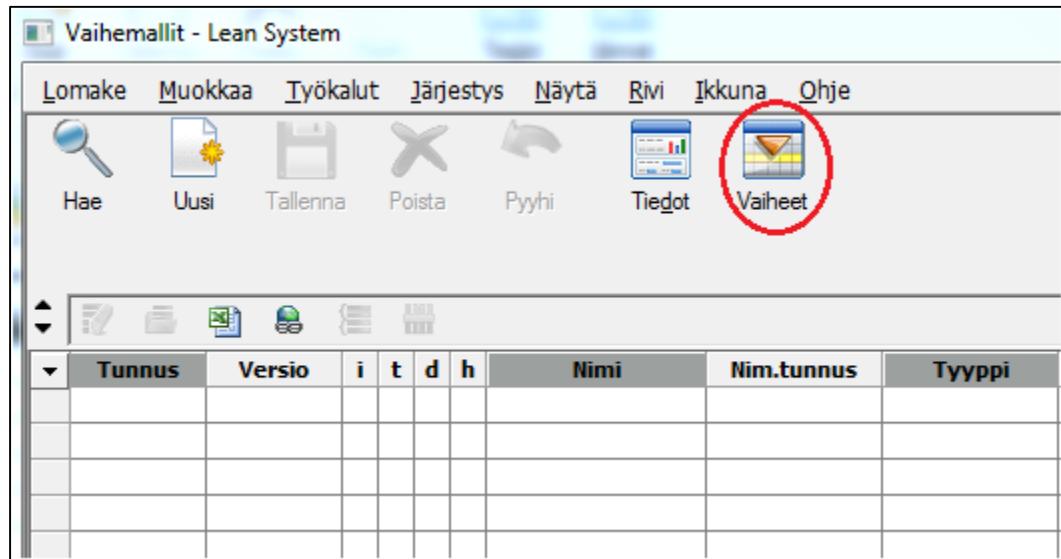 Vaihemallit - Lean System
Lomake Muokkaa Työkalut Järjestys Näytä Rivi Ikkuna Ohje
Hae Uusi Tallenna Poista Pyyhi Tiedot Vaiheet
Tunnus Versio i t d h Nimi Nim.tunnus Tyyppi